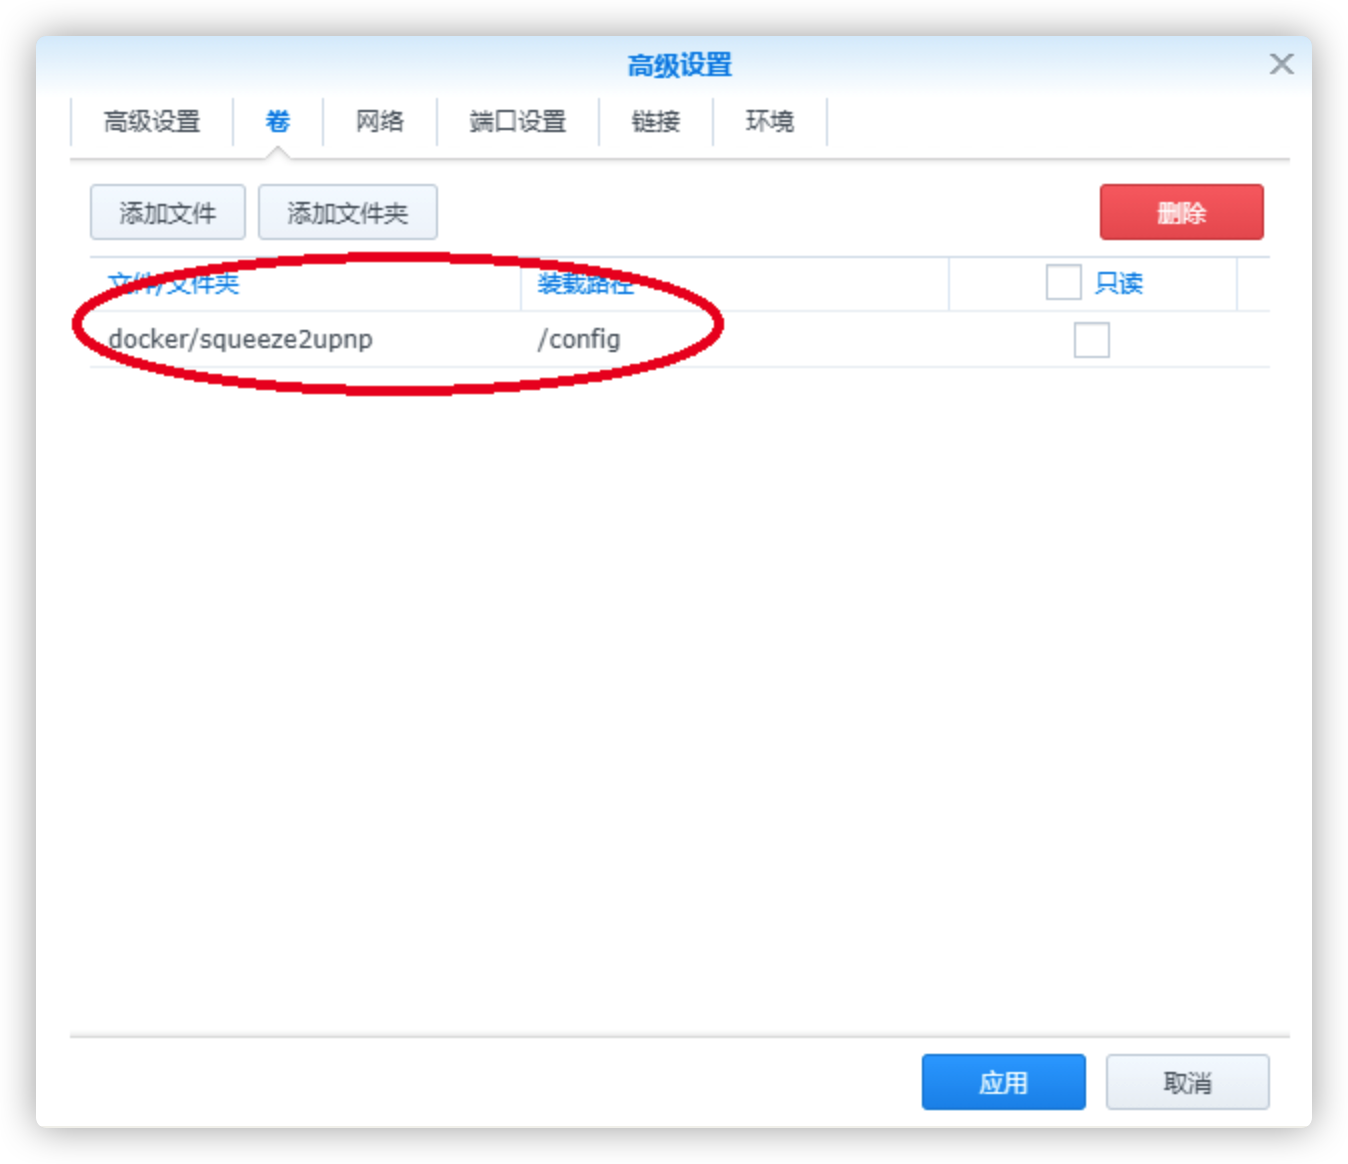 高级设置
高级设置 卷 网络 端口设置 链接 环境
添加文件 添加文件夹 删除
文件/文件夹 装载路径 只读
docker/squeeze2upnp /config
应用 取消